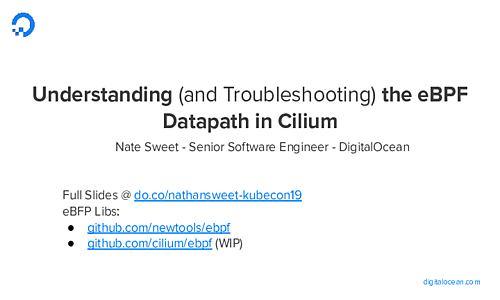 Understanding (and Troubleshooting) the eBPF
Datapath in Cilium
Nate Sweet - Senior Software Engineer - DigitalOcean
Full Slides @ do.co/nathansweet-kubecon19
eBFP Libs:
● github.com/newtools/ebpf
● github.com/cilium/ebpf (WIP)
digitalocean.com